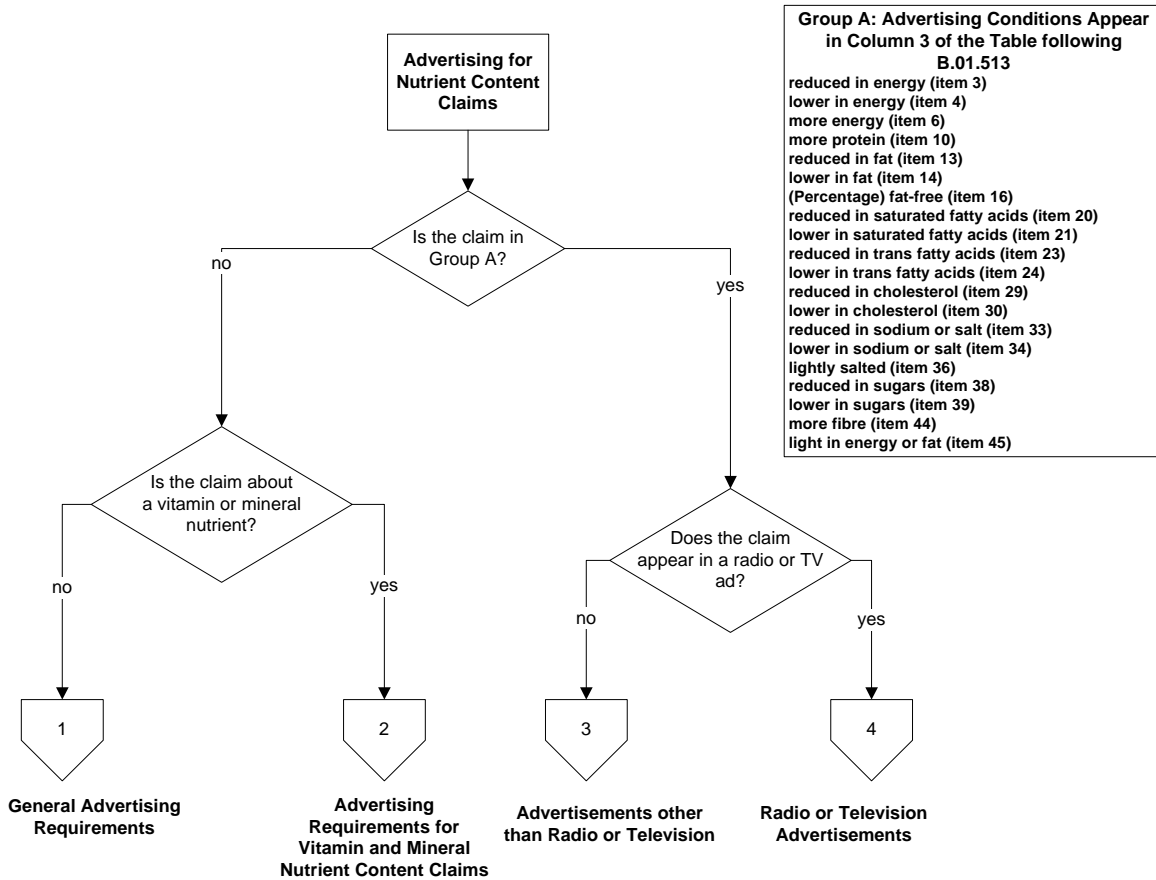 Advertising for
Nutrient Content
Claims
Group A: Advertising Conditions Appear
in Column 3 of the Table following
B.01.513
reduced in energy (item 3)
lower in energy (item 4)
more energy (item 6)
more protein (item 10)
reduced in fat (item 13)
lower in fat (item 14)
(Percentage) fat-free (item 16)
reduced in saturated fatty acids (item 20)
lower in saturated fatty acids (item 21)
reduced in trans fatty acids (item 23)
lower in trans fatty acids (item 24)
reduced in cholesterol (item 29)
lower in cholesterol (item 30)
reduced in sodium or salt (item 33)
lower in sodium or salt (item 34)
lightly salted (item 36)
reduced in sugars (item 38)
lower in sugars (item 39)
more fibre (item 44)
light in energy or fat (item 45)
Is the claim in
Group A?
no
yes
Is the claim about
a vitamin or mineral
nutrient?
no
yes
Does the claim
appear in a radio or TV
ad?
no
yes
1
2
3
4
General Advertising
Requirements
Advertising
Requirements for
Vitamin and Mineral
Nutrient Content Claims
Advertisements other
than Radio or Television
Radio or Television
Advertisements